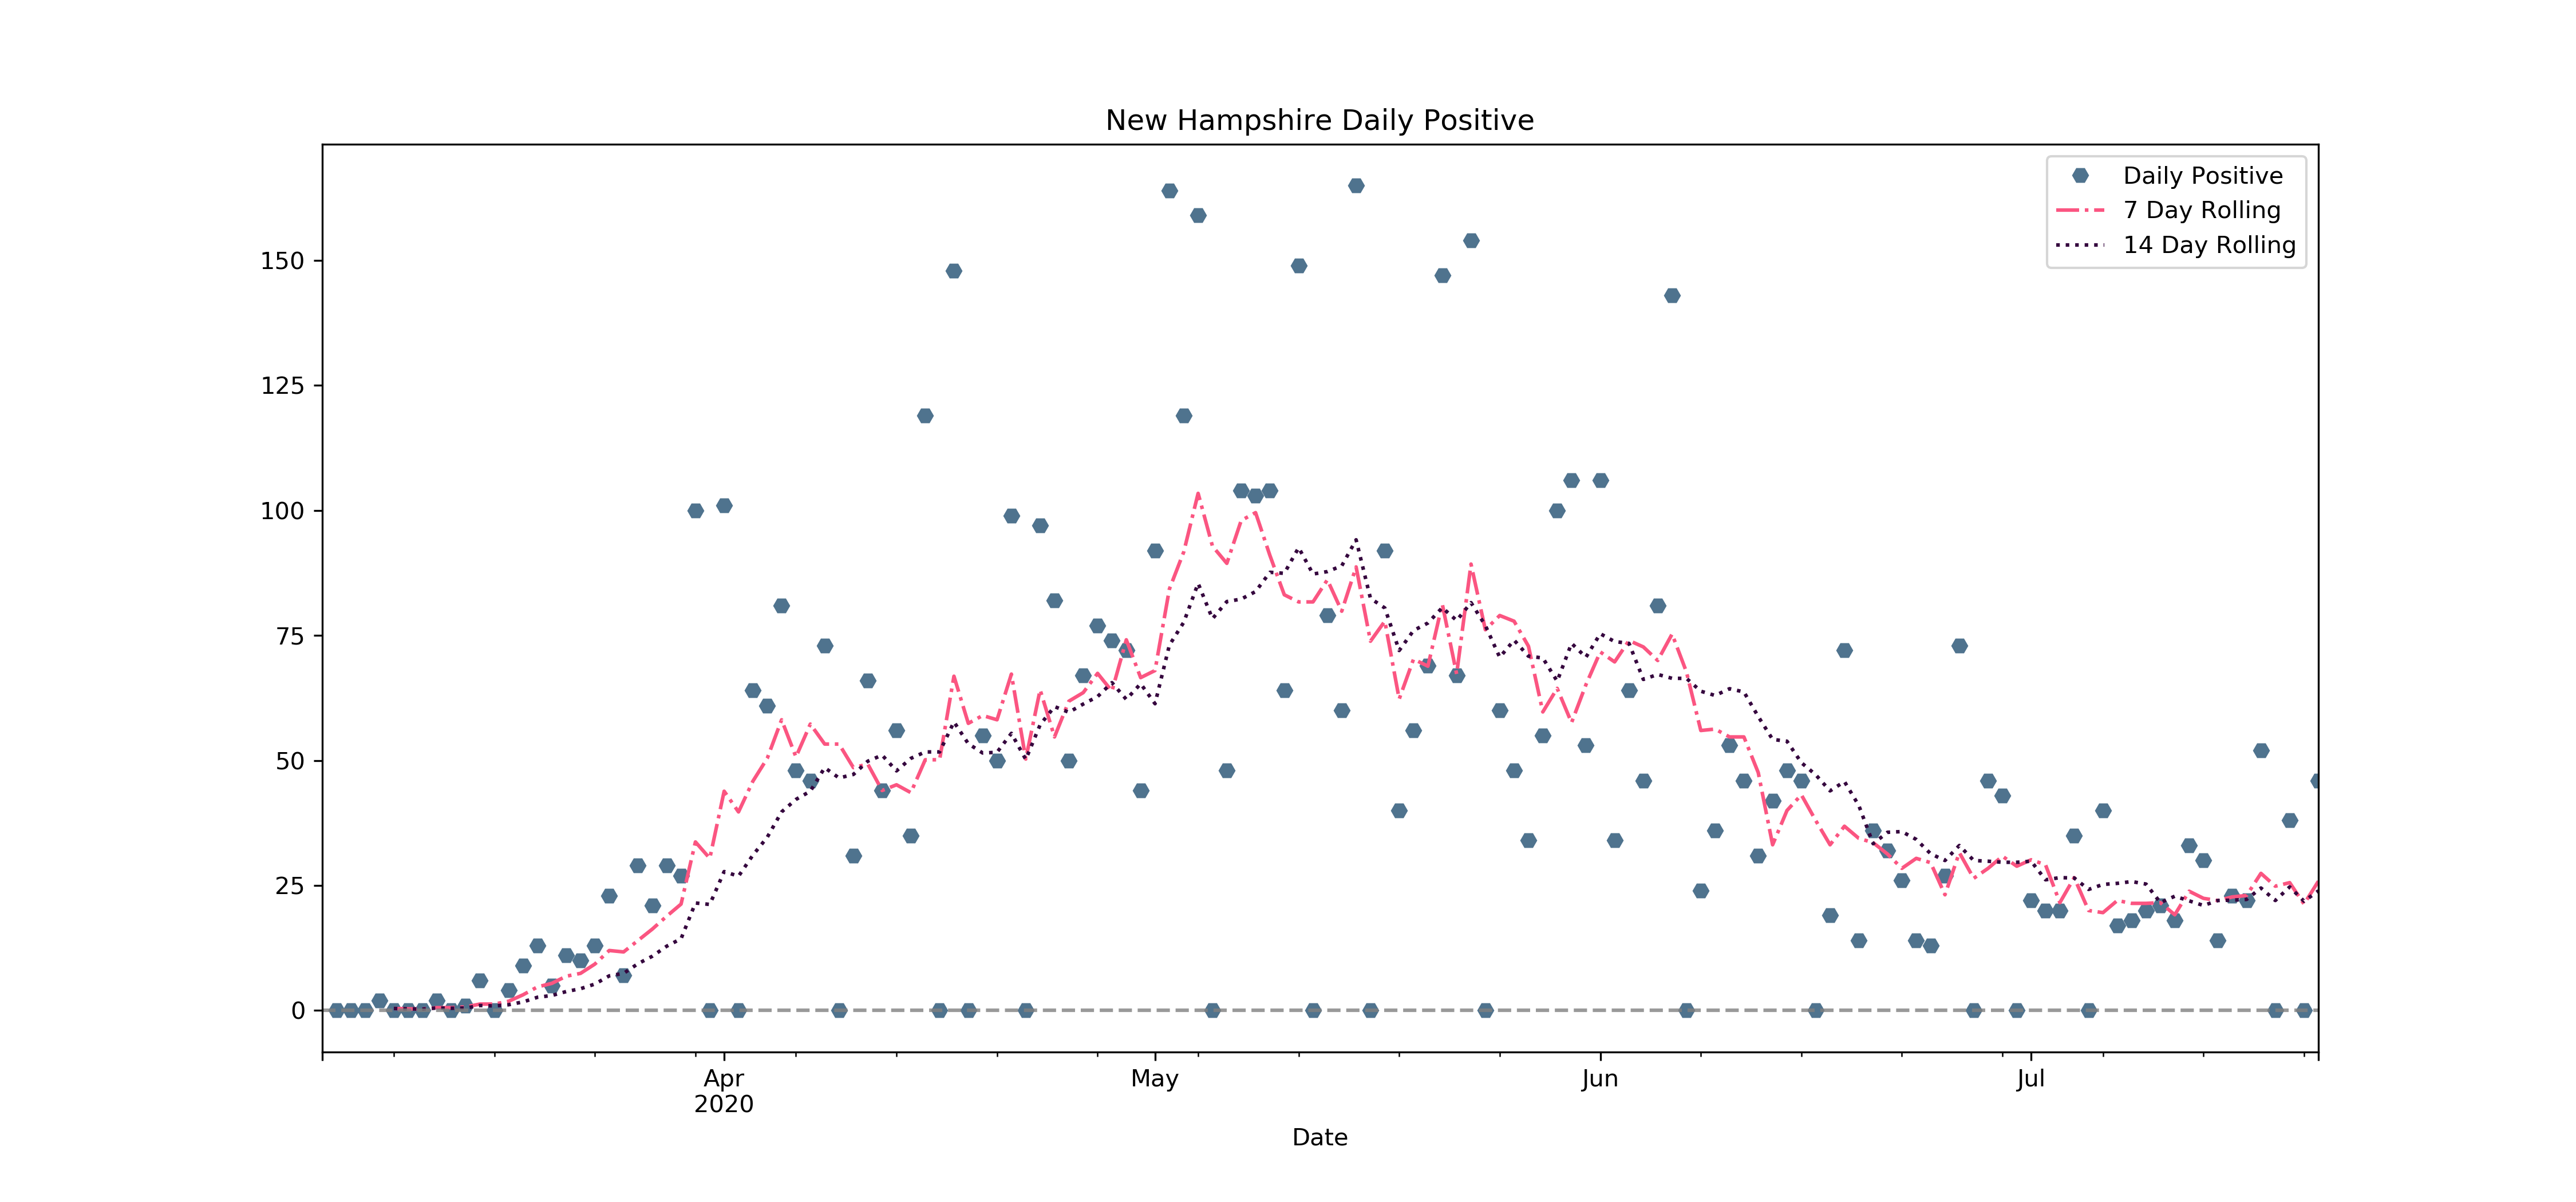 New Hampshire Daily Positive
Daily Positive
7 Day Rolling
14 Day Rolling
150
125
100
75
50
25
0
Apr
2020
May
Jun
Jul
Date